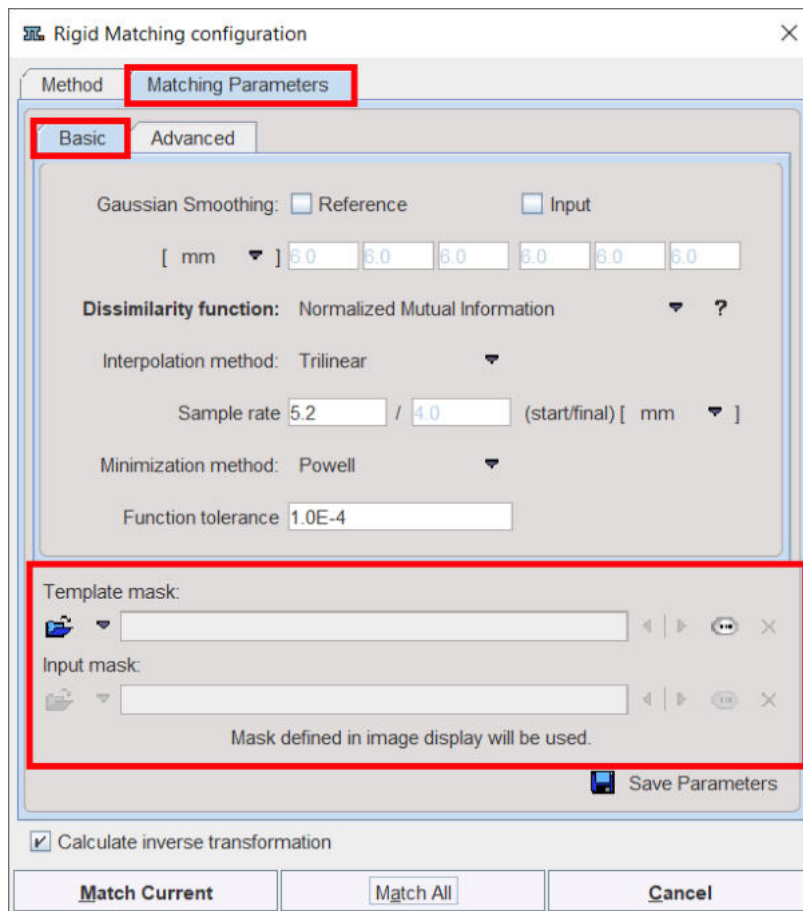 Rigid Matching configuration
Method Matching Parameters
Basic Advanced
Gaussian Smoothing: Reference Input
[ mm ] 6.0 6.0 6.0 6.0 6.0 6.0
Dissimilarity function: Normalized Mutual Information ?
Interpolation method: Trilinear
Sample rate 5.2 / 4.0 (start/final) [ mm ]
Minimization method: Powell
Function tolerance 1.0E-4
Template mask:
Input mask:
Mask defined in image display will be used.
Save Parameters
Calculate inverse transformation
Match Current Match All Cancel